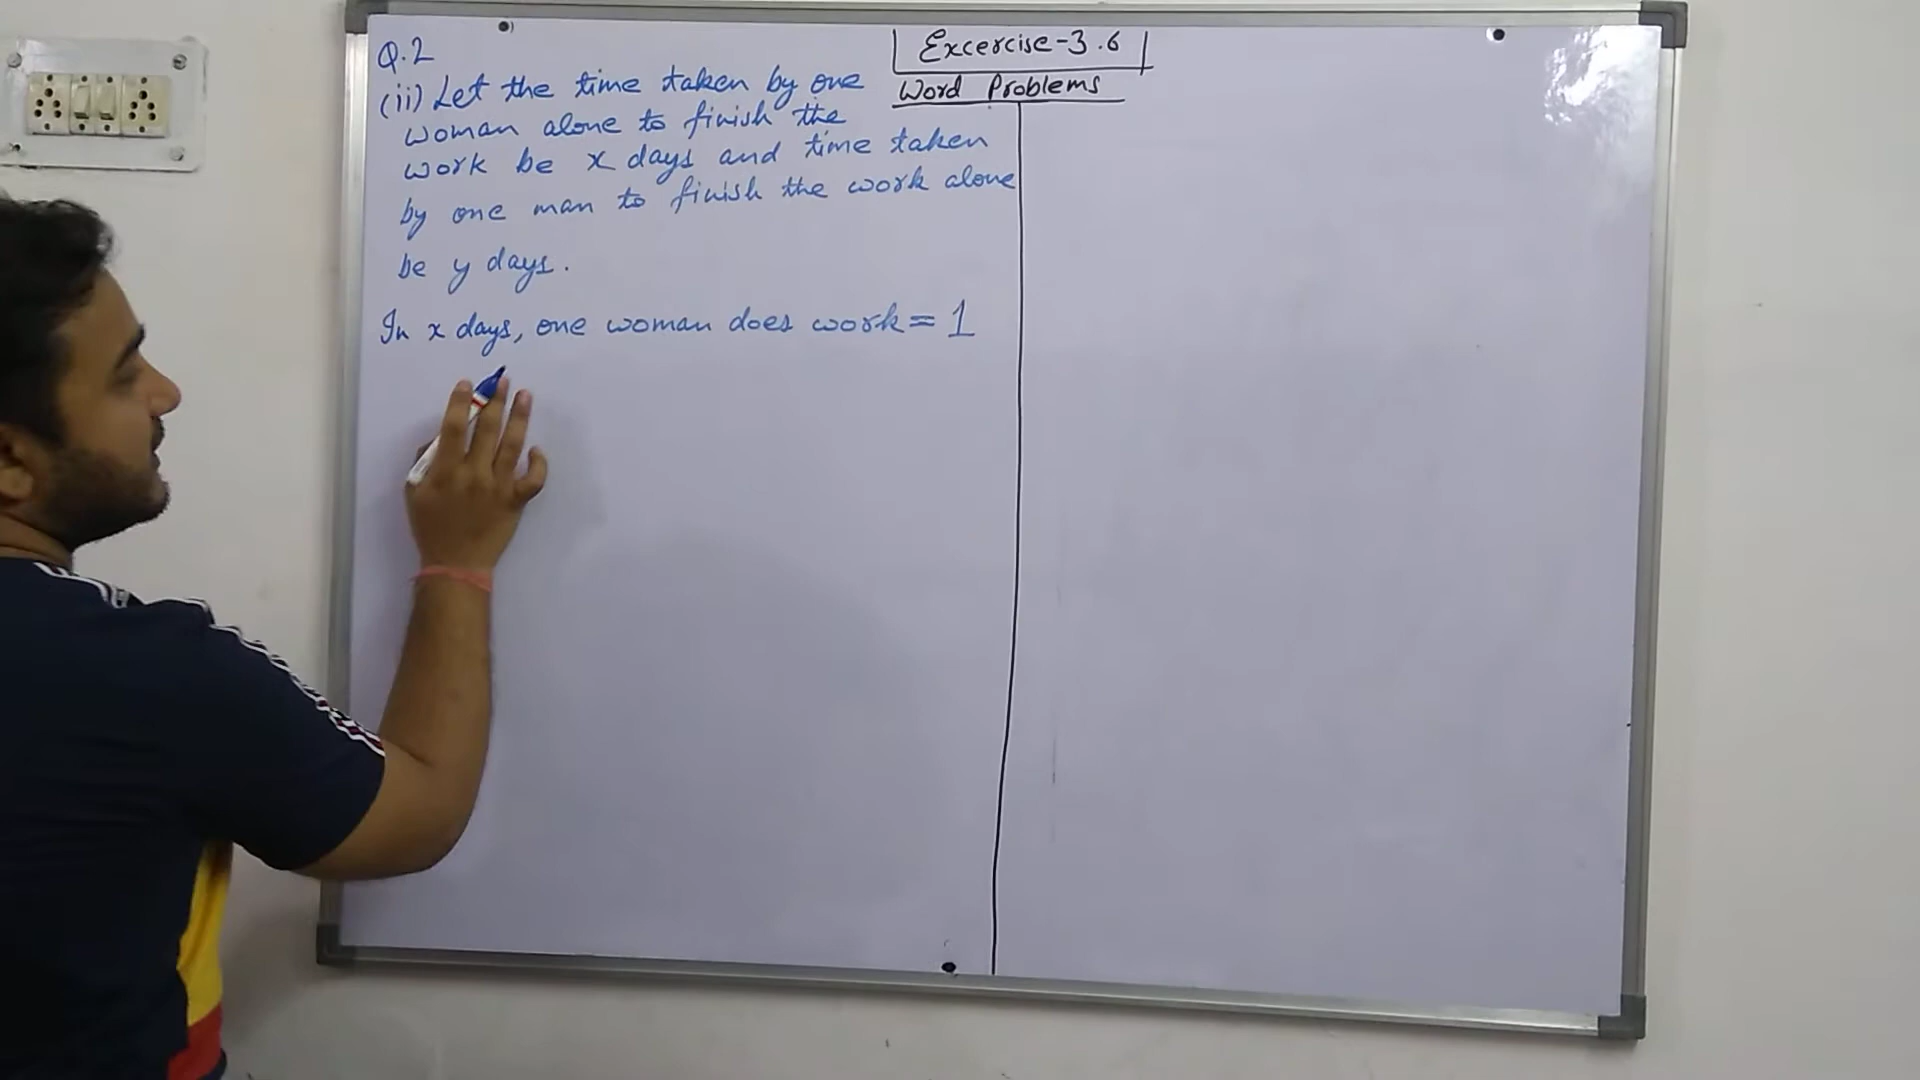 Excercise-3.6
Word Problems
Q.2
(ii) Let the time taken by one
woman alone to finish the
work be x days and time taken
by one man to finish the work alone
be y days.
In x days, one woman does work = 1